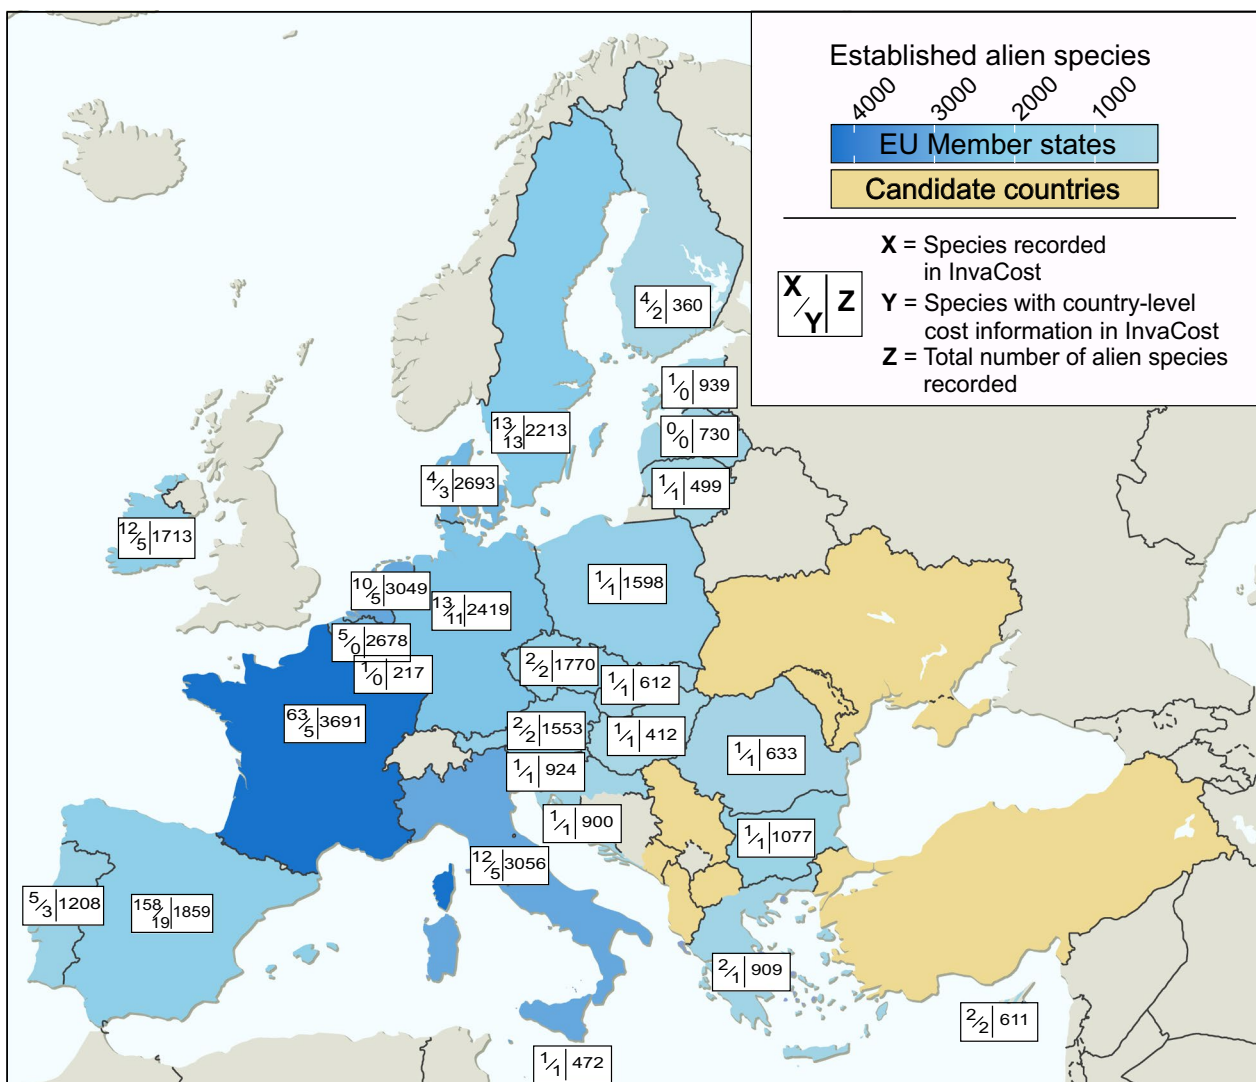 Established alien species
4000 3000 2000 1000
EU Member states
Candidate countries
X = Species recorded
in InvaCost
X/Y | Z
Y = Species with country-level
cost information in InvaCost
Z = Total number of alien species
recorded
4/2 | 360
1/0 | 939
13/13 | 2213
0/0 | 730
4/3 | 2693
1/1 | 499
12/5 | 1713
10/5 | 3049
1/1 | 1598
13/11 | 2419
5/0 | 2678
2/2 | 1770
1/0 | 217
1/1 | 612
63/5 | 3691
2/2 | 1553
1/1 | 412
1/1 | 633
1/1 | 924
1/1 | 900
1/1 | 1077
12/5 | 3056
5/3 | 1208
158/19 | 1859
2/1 | 909
2/2 | 611
1/1 | 472